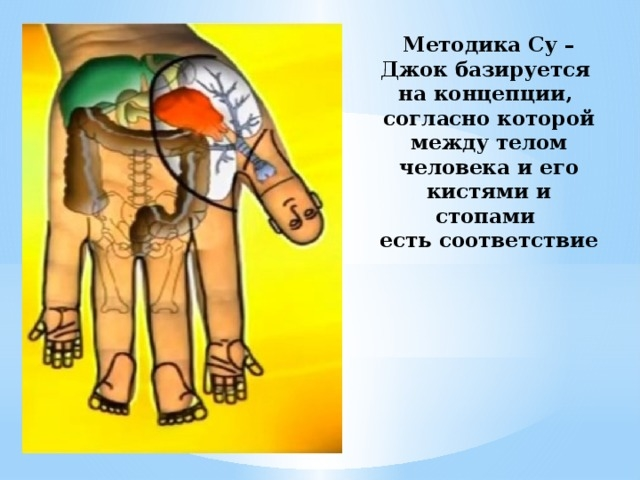 Методика Су –
Джок базируется
на концепции,
согласно которой
между телом
человека и его
кистями и
стопами
есть соответствие